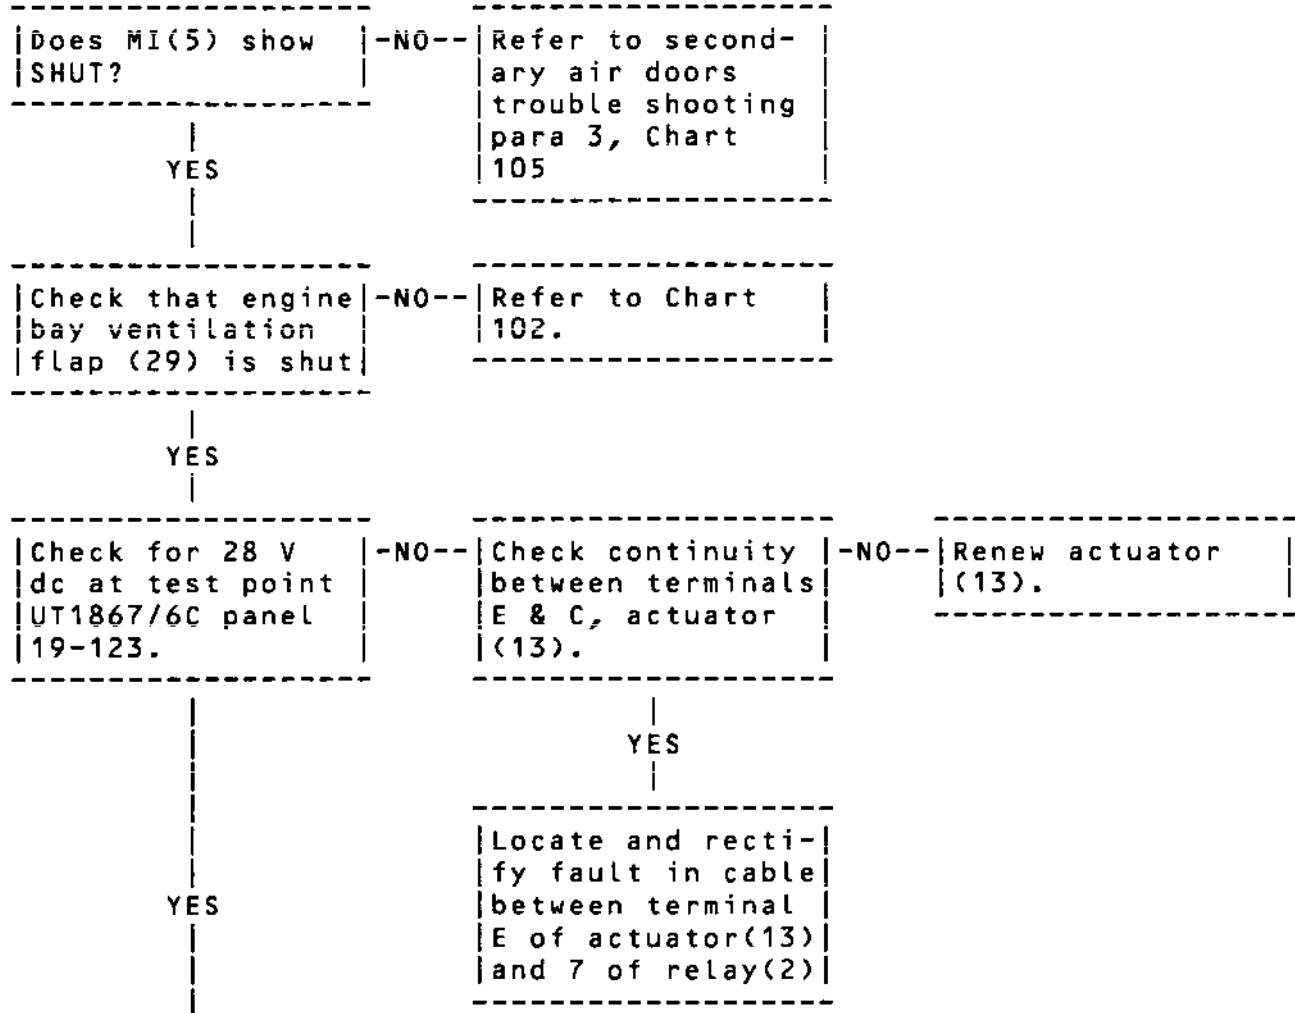 Does MI(5) show
SHUT?
-NO--
Refer to second-
ary air doors
trouble shooting
para 3, Chart
105
YES
Check that engine
bay ventilation
flap (29) is shut
-NO--
Refer to Chart
102.
YES
Check for 28 V
dc at test point
UT1867/6C panel
19-123.
-NO--
Check continuity
between terminals
E & C, actuator
(13).
-NO--
Renew actuator
(13).
YES
Locate and recti-
fy fault in cable
between terminal
E of actuator(13)
and 7 of relay(2)
YES